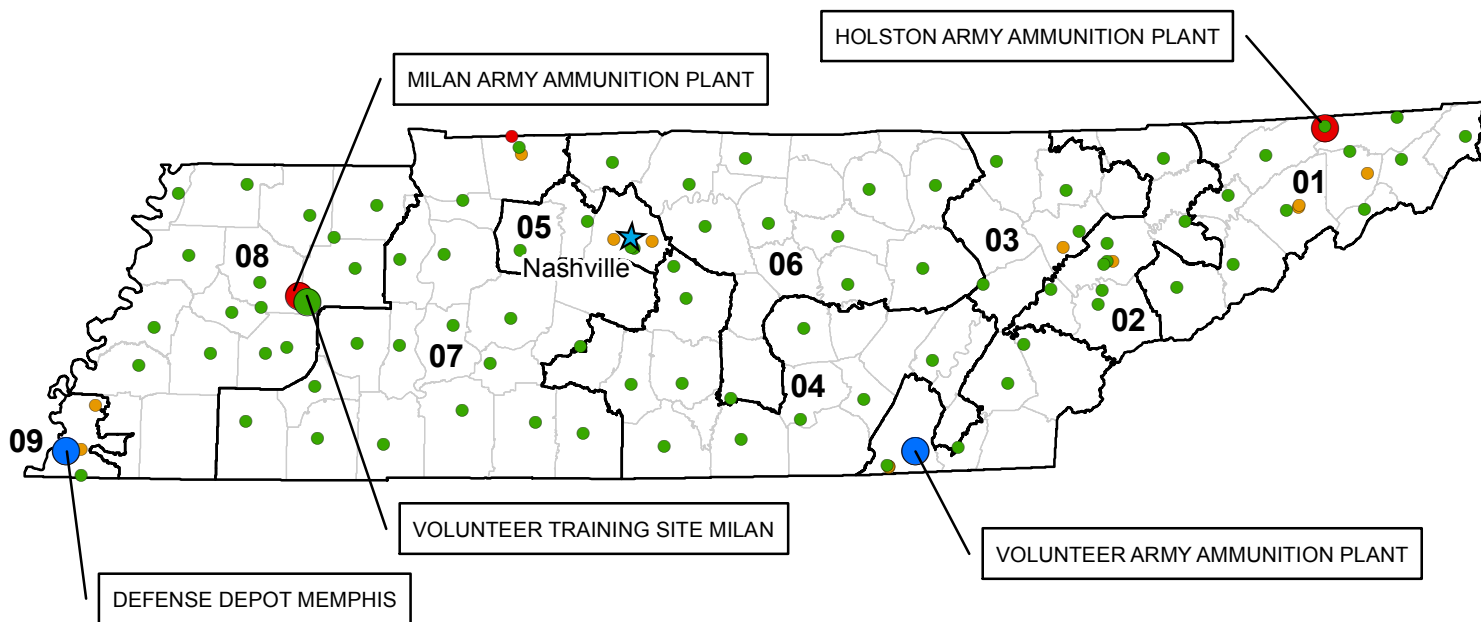 HOLSTON ARMY AMMUNITION PLANT
MILAN ARMY AMMUNITION PLANT
01
05
03
08
06
Nashville
02
07
04
09
VOLUNTEER TRAINING SITE MILAN
VOLUNTEER ARMY AMMUNITION PLANT
DEFENSE DEPOT MEMPHIS